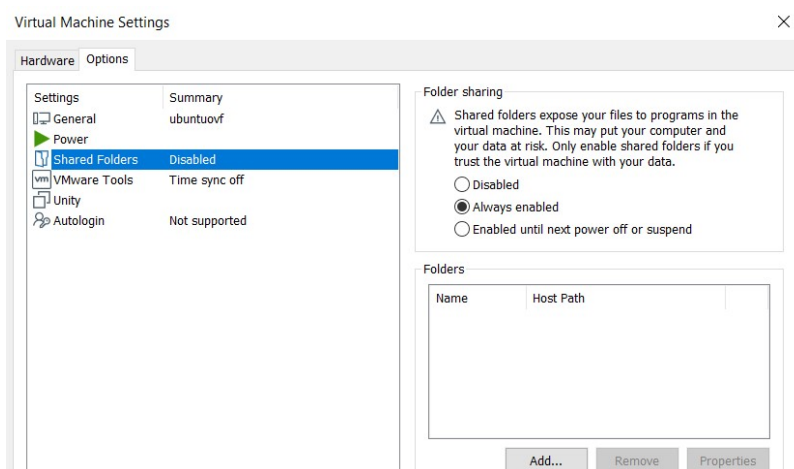 Virtual Machine Settings
Hardware Options
Settings Summary
General ubuntuovf
Power
Shared Folders Disabled
VMware Tools Time sync off
Unity
Autologin Not supported
Folder sharing
Shared folders expose your files to programs in the
virtual machine. This may put your computer and
your data at risk. Only enable shared folders if you
trust the virtual machine with your data.
Disabled
Always enabled
Enabled until next power off or suspend
Folders
Name Host Path
Add... Remove Properties